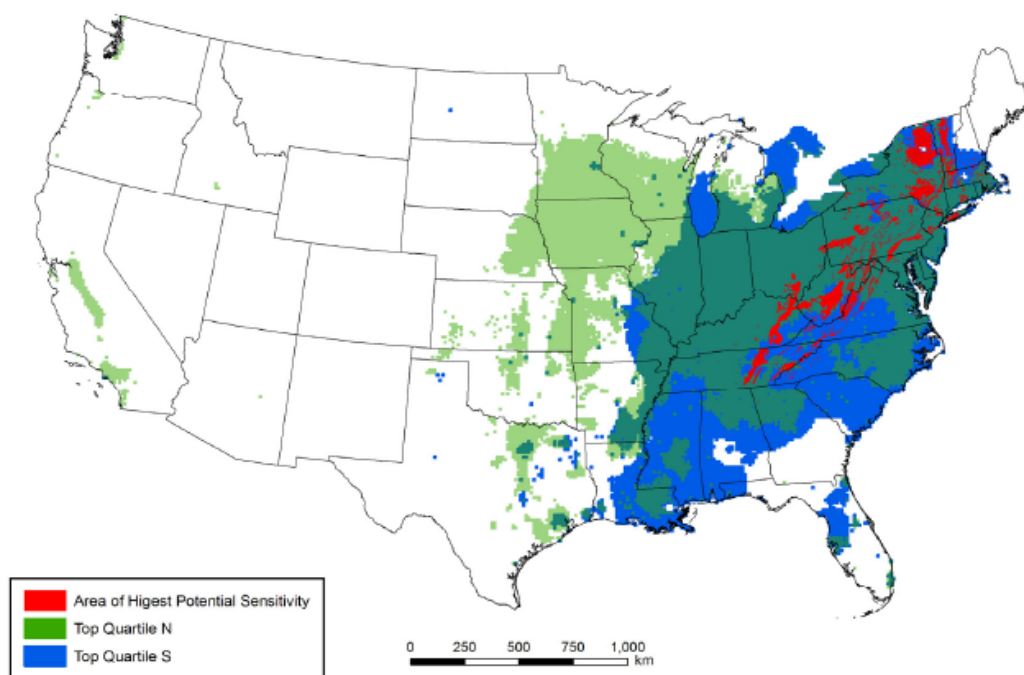 Area of Higest Potential Sensitivity
Top Quartile N
Top Quartile S
0 250 500 750 1,000
km